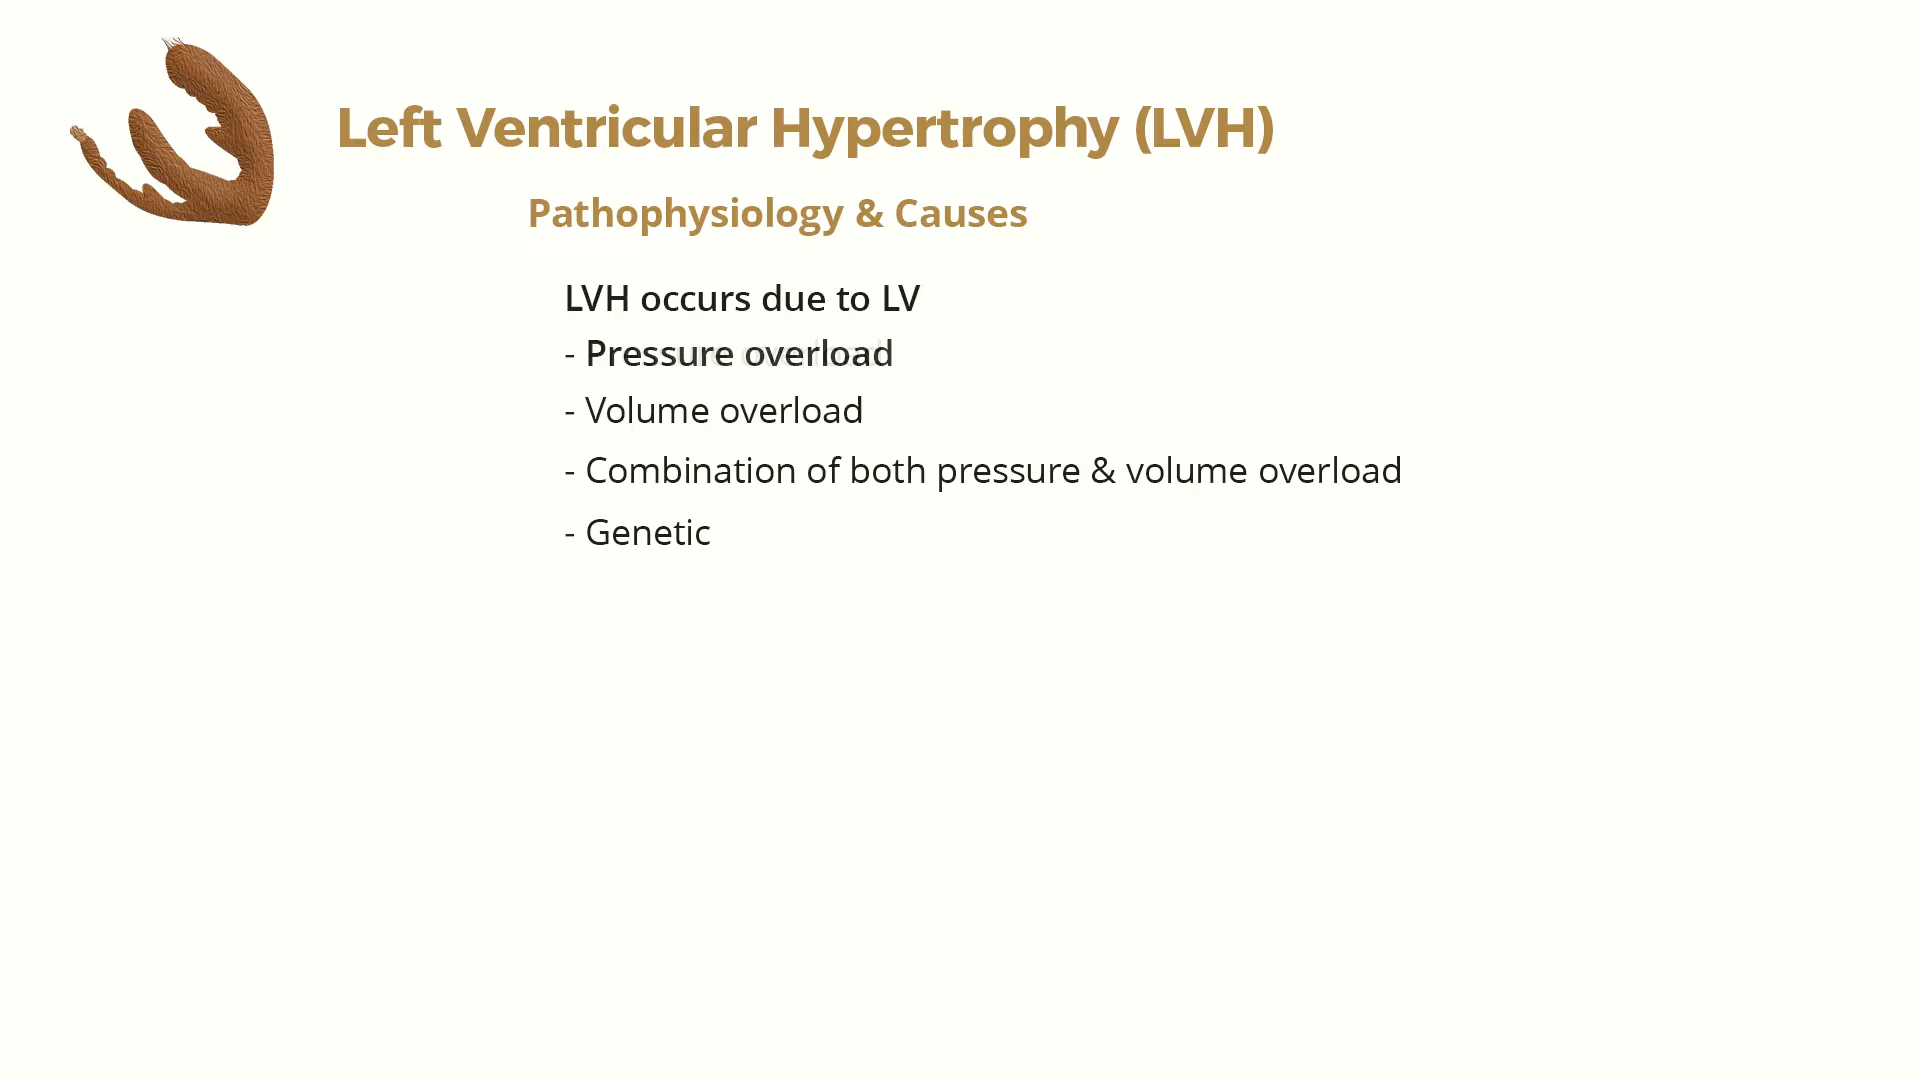 Left Ventricular Hypertrophy (LVH)
Pathophysiology & Causes
LVH occurs due to LV
- Pressure overload
- Volume overload
- Combination of both pressure & volume overload
- Genetic